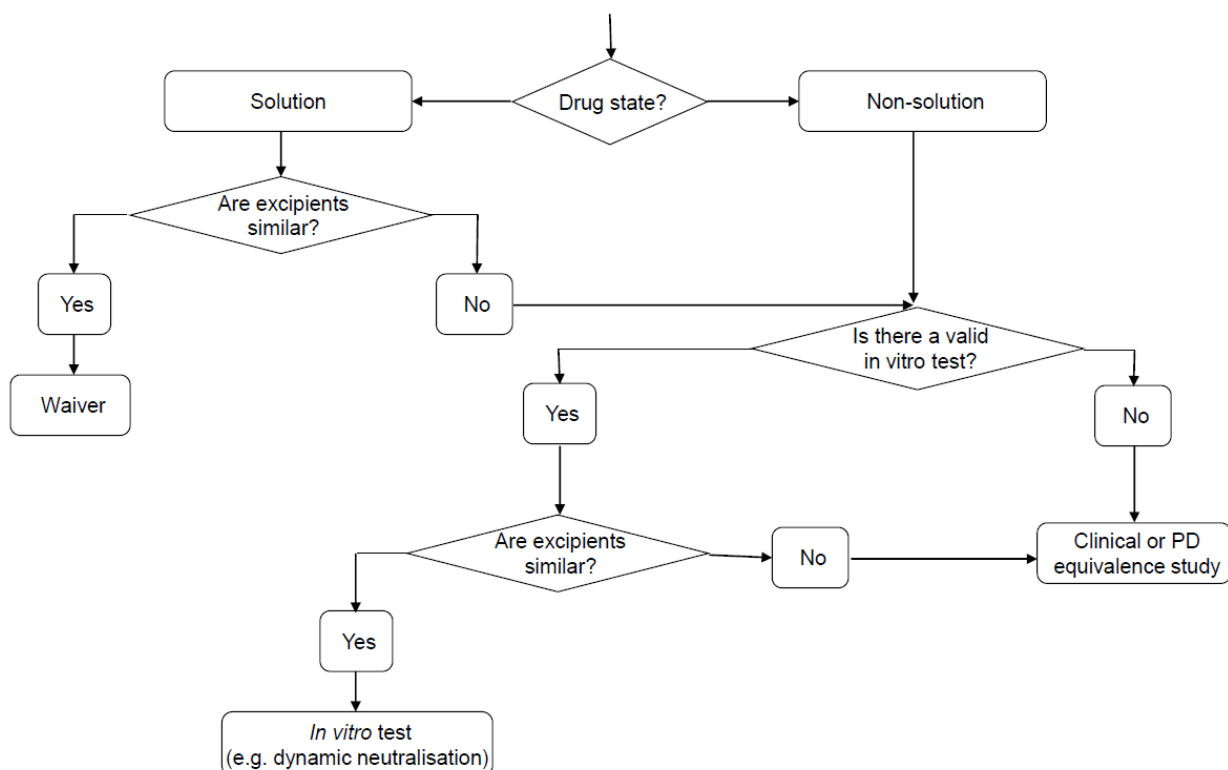 Solution
Drug state?
Non-solution
Are excipients
similar?
Yes
No
Is there a valid
in vitro test?
Waiver
Yes
No
Are excipients
similar?
No
Clinical or PD
equivalence study
Yes
In vitro test
(e.g. dynamic neutralisation)